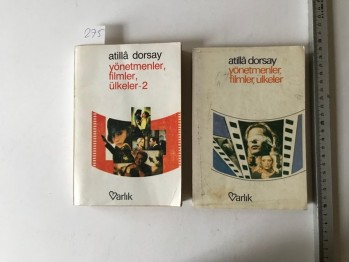 275
atillâ dorsay
yönetmenler,
filmler,
ülkeler-2
Varlık
atillâ dorsay
yönetmenler,
filmler, ülkeler
Varlık